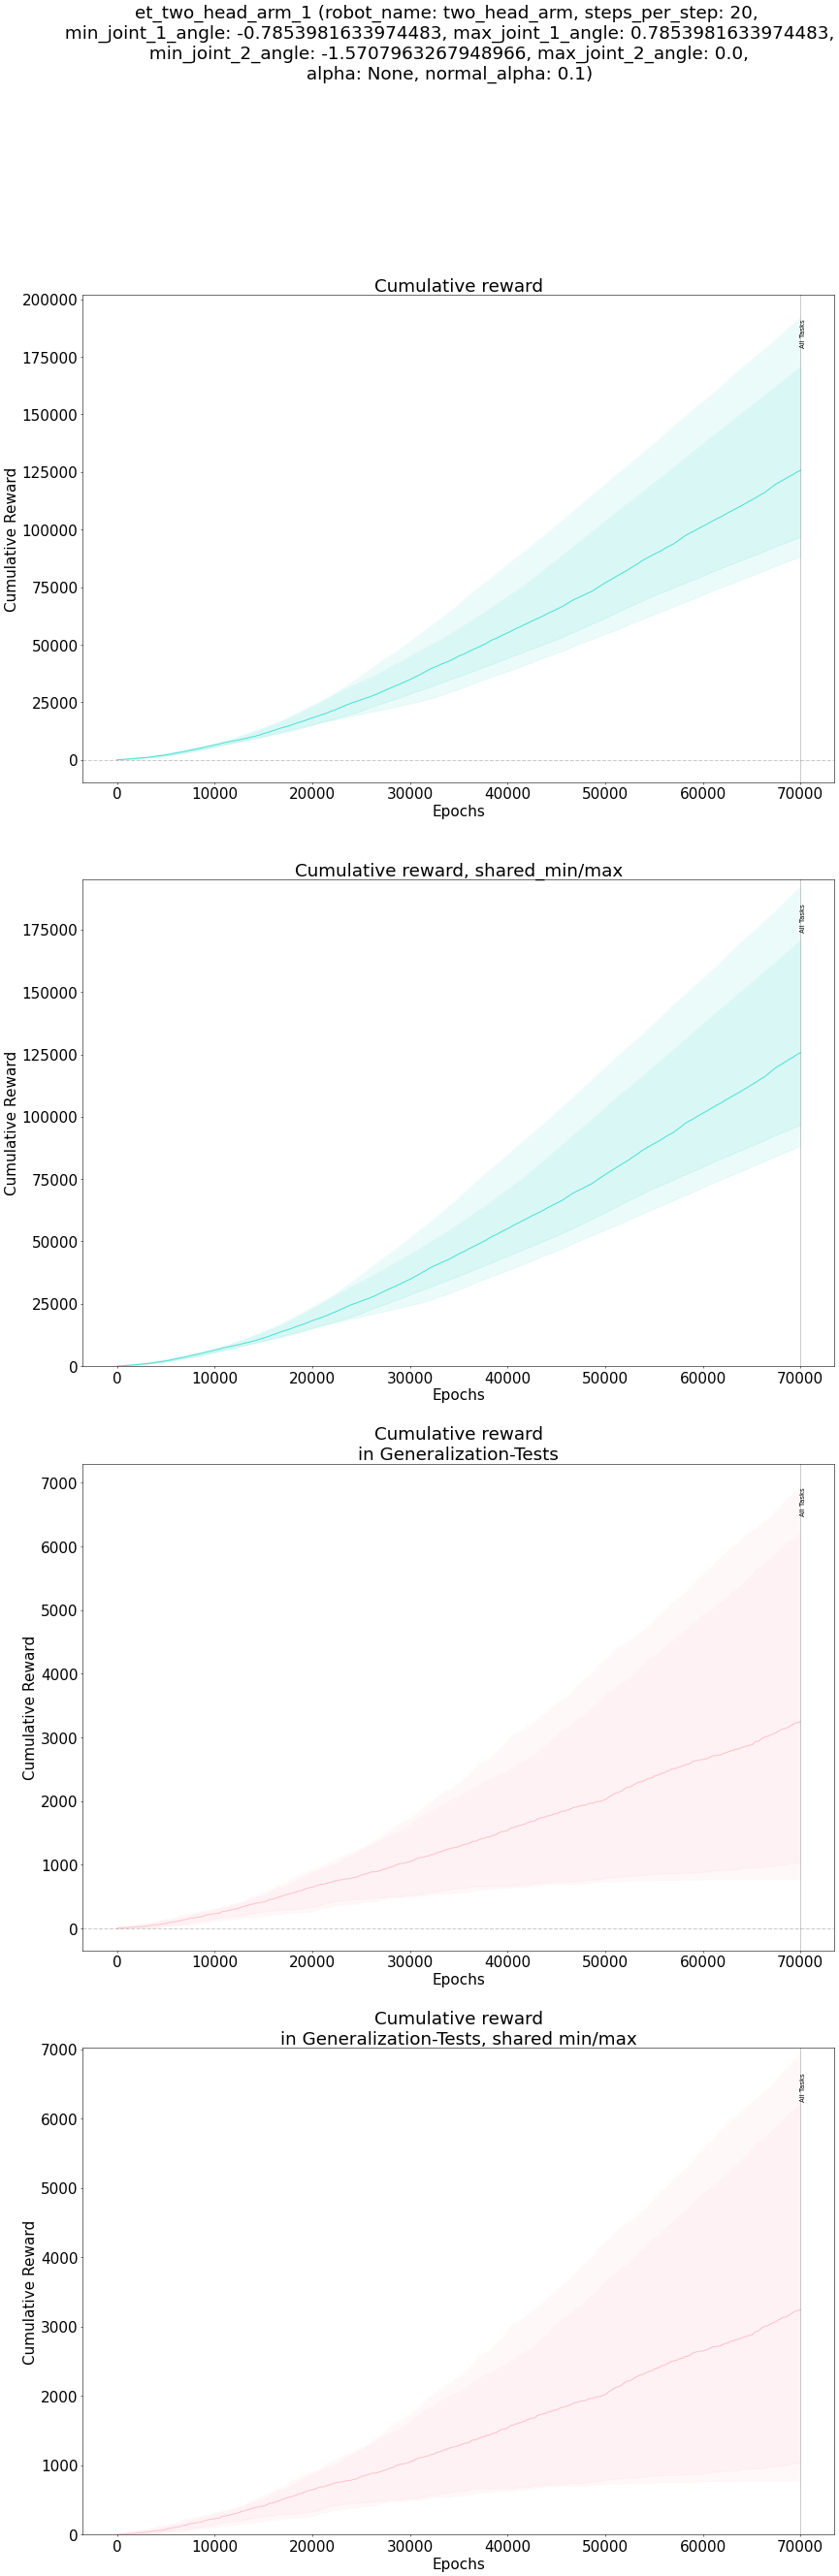 et_two_head_arm_1 (robot_name: two_head_arm, steps_per_step: 20,
min_joint_1_angle: -0.7853981633974483, max_joint_1_angle: 0.7853981633974483,
min_joint_2_angle: -1.5707963267948966, max_joint_2_angle: 0.0,
alpha: None, normal_alpha: 0.1)
Cumulative reward
200000
175000
150000
125000
100000
75000
50000
25000
0
Cumulative Reward
All Tasks
0 10000 20000 30000 40000 50000 60000 70000
Epochs
Cumulative reward, shared_min/max
175000
150000
125000
100000
75000
50000
25000
0
Cumulative Reward
All Tasks
0 10000 20000 30000 40000 50000 60000 70000
Epochs
Cumulative reward
in Generalization-Tests
7000
6000
5000
4000
3000
2000
1000
0
Cumulative Reward
All Tasks
0 10000 20000 30000 40000 50000 60000 70000
Epochs
Cumulative reward
in Generalization-Tests, shared min/max
7000
6000
5000
4000
3000
2000
1000
0
Cumulative Reward
All Tasks
0 10000 20000 30000 40000 50000 60000 70000
Epochs